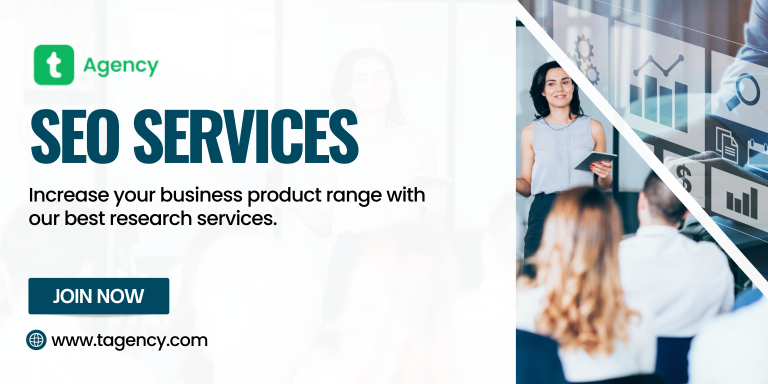 t Agency
SEO SERVICES
Increase your business product range with
our best research services.
JOIN NOW
www.tagency.com
$